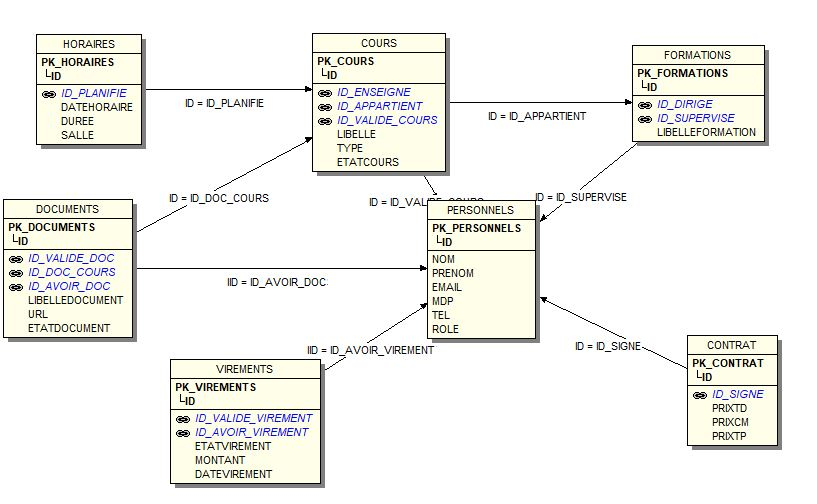 HORAIRES
PK_HORAIRES
ID
ID_PLANIFIE
DATEHORAIRE
DUREE
SALLE
ID = ID_PLANIFIE
COURS
PK_COURS
ID
ID_ENSEIGNE
ID_APPARTIENT
ID_VALIDE_COURS
LIBELLE
TYPE
ETATCOURS
ID = ID_APPARTIENT
FORMATIONS
PK_FORMATIONS
ID
ID_DIRIGE
ID_SUPERVISE
LIBELLEFORMATION
ID = ID_DOC_COURS
ID = ID_VALIDE_COURS
ID = ID_SUPERVISE
DOCUMENTS
PK_DOCUMENTS
ID
ID_VALIDE_DOC
ID_DOC_COURS
ID_AVOIR_DOC
LIBELLEDOCUMENT
URL
ETATDOCUMENT
IID = ID_AVOIR_DOC
PERSONNELS
PK_PERSONNELS
ID
NOM
PRENOM
EMAIL
MDP
TEL
ROLE
IID = ID_AVOIR_VIREMENT
ID = ID_SIGNE
VIREMENTS
PK_VIREMENTS
ID
ID_VALIDE_VIREMENT
ID_AVOIR_VIREMENT
ETATVIREMENT
MONTANT
DATEVIREMENT
CONTRAT
PK_CONTRAT
ID
ID_SIGNE
PRIXTD
PRIXCM
PRIXTP